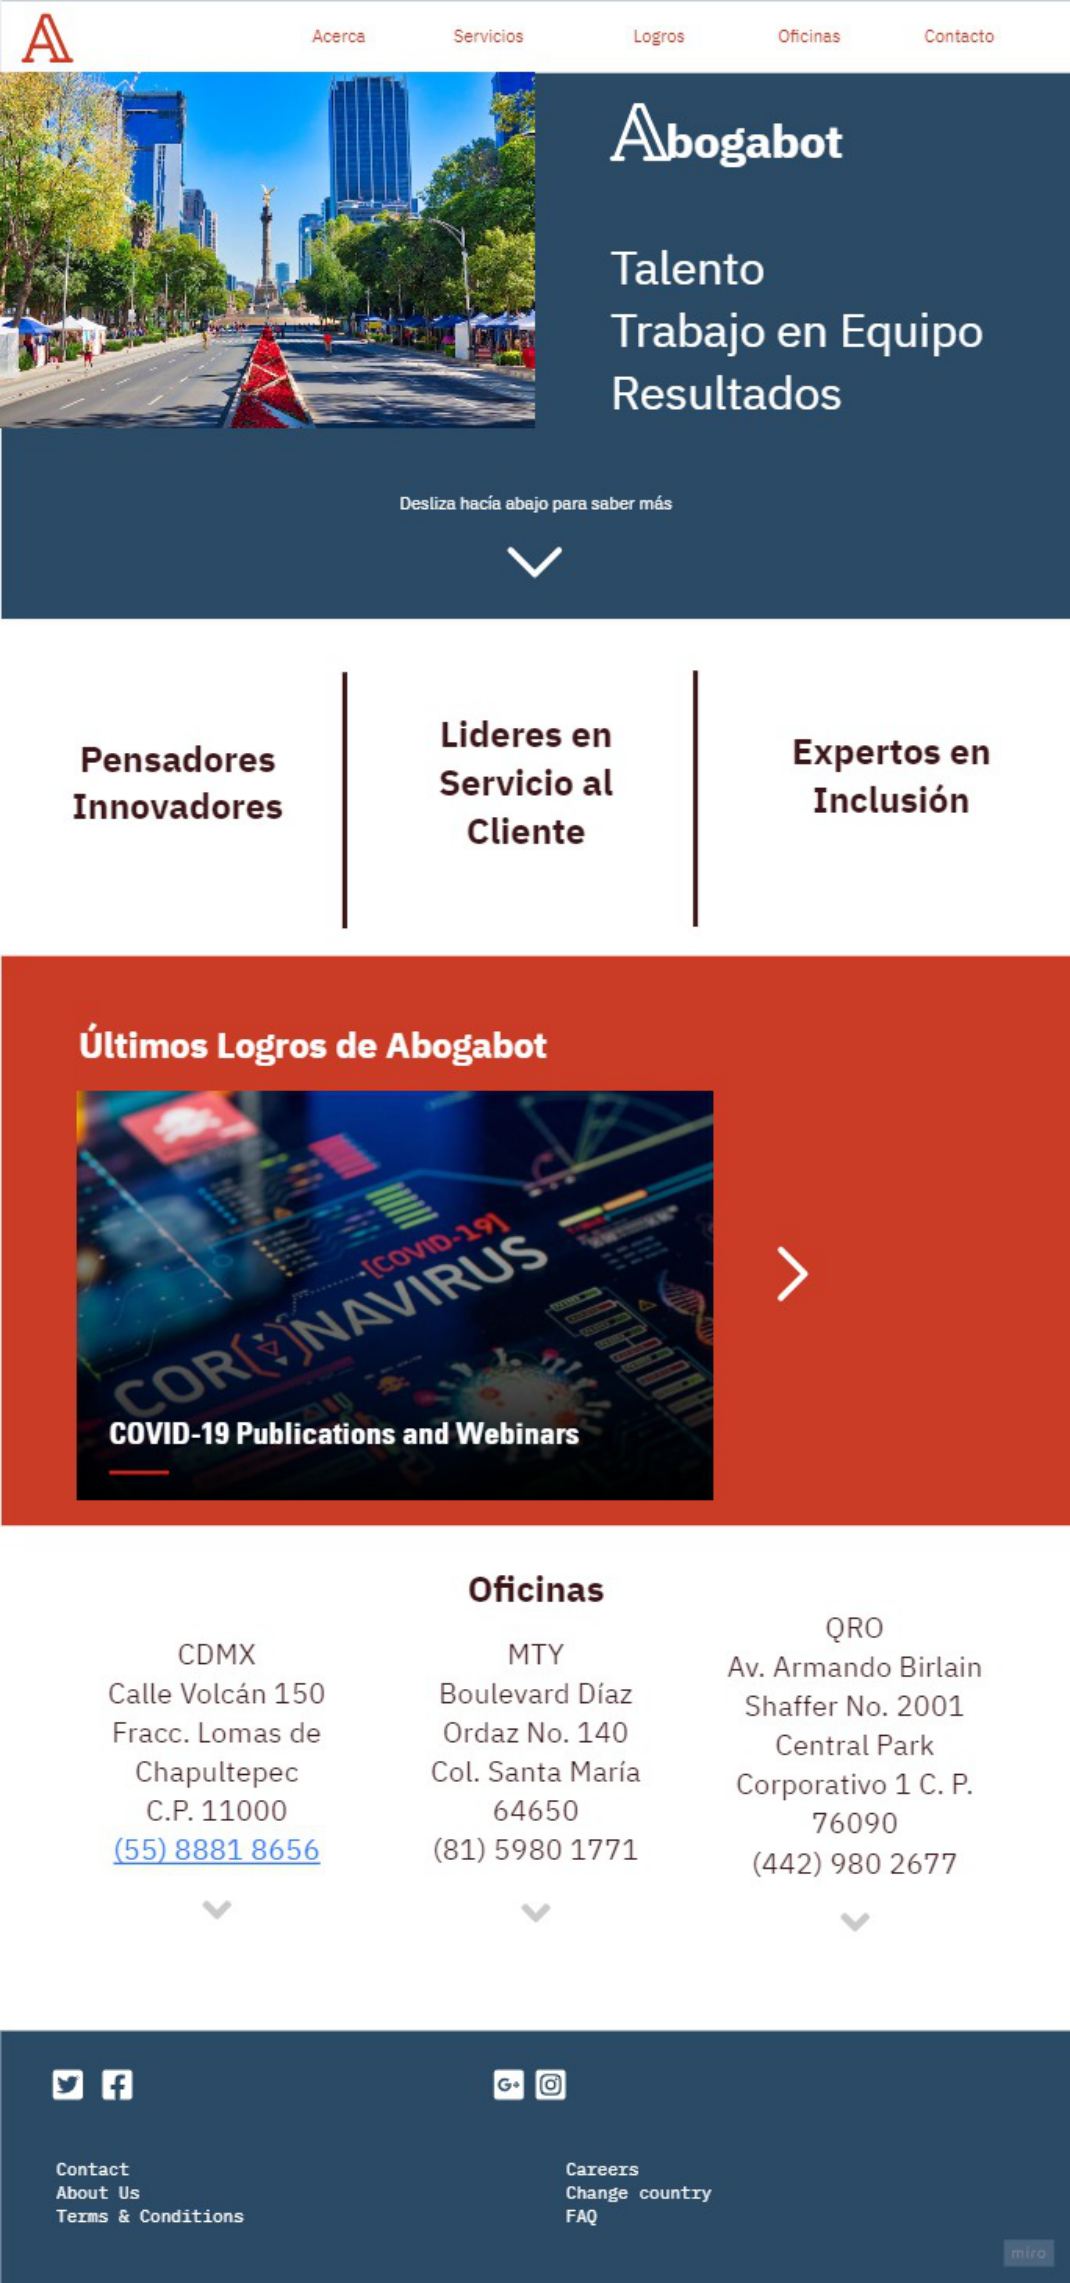 A
Acerca
Servicios
Logros
Oficinas
Contacto
Abogabot
Talento
Trabajo en Equipo
Resultados
Desliza hacía abajo para saber más
Pensadores
Innovadores
Lideres en
Servicio al
Cliente
Expertos en
Inclusión
Últimos Logros de Abogabot
[COVID-19]
CORONAVIRUS
COVID-19 Publications and Webinars
Oficinas
CDMX
Calle Volcán 150
Fracc. Lomas de
Chapultepec
C.P. 11000
(55) 8881 8656
MTY
Boulevard Díaz
Ordaz No. 140
Col. Santa María
64650
(81) 5980 1771
QRO
Av. Armando Birlain
Shaffer No. 2001
Central Park
Corporativo 1 C. P.
76090
(442) 980 2677
G+
Contact
About Us
Terms & Conditions
Careers
Change country
FAQ
miro